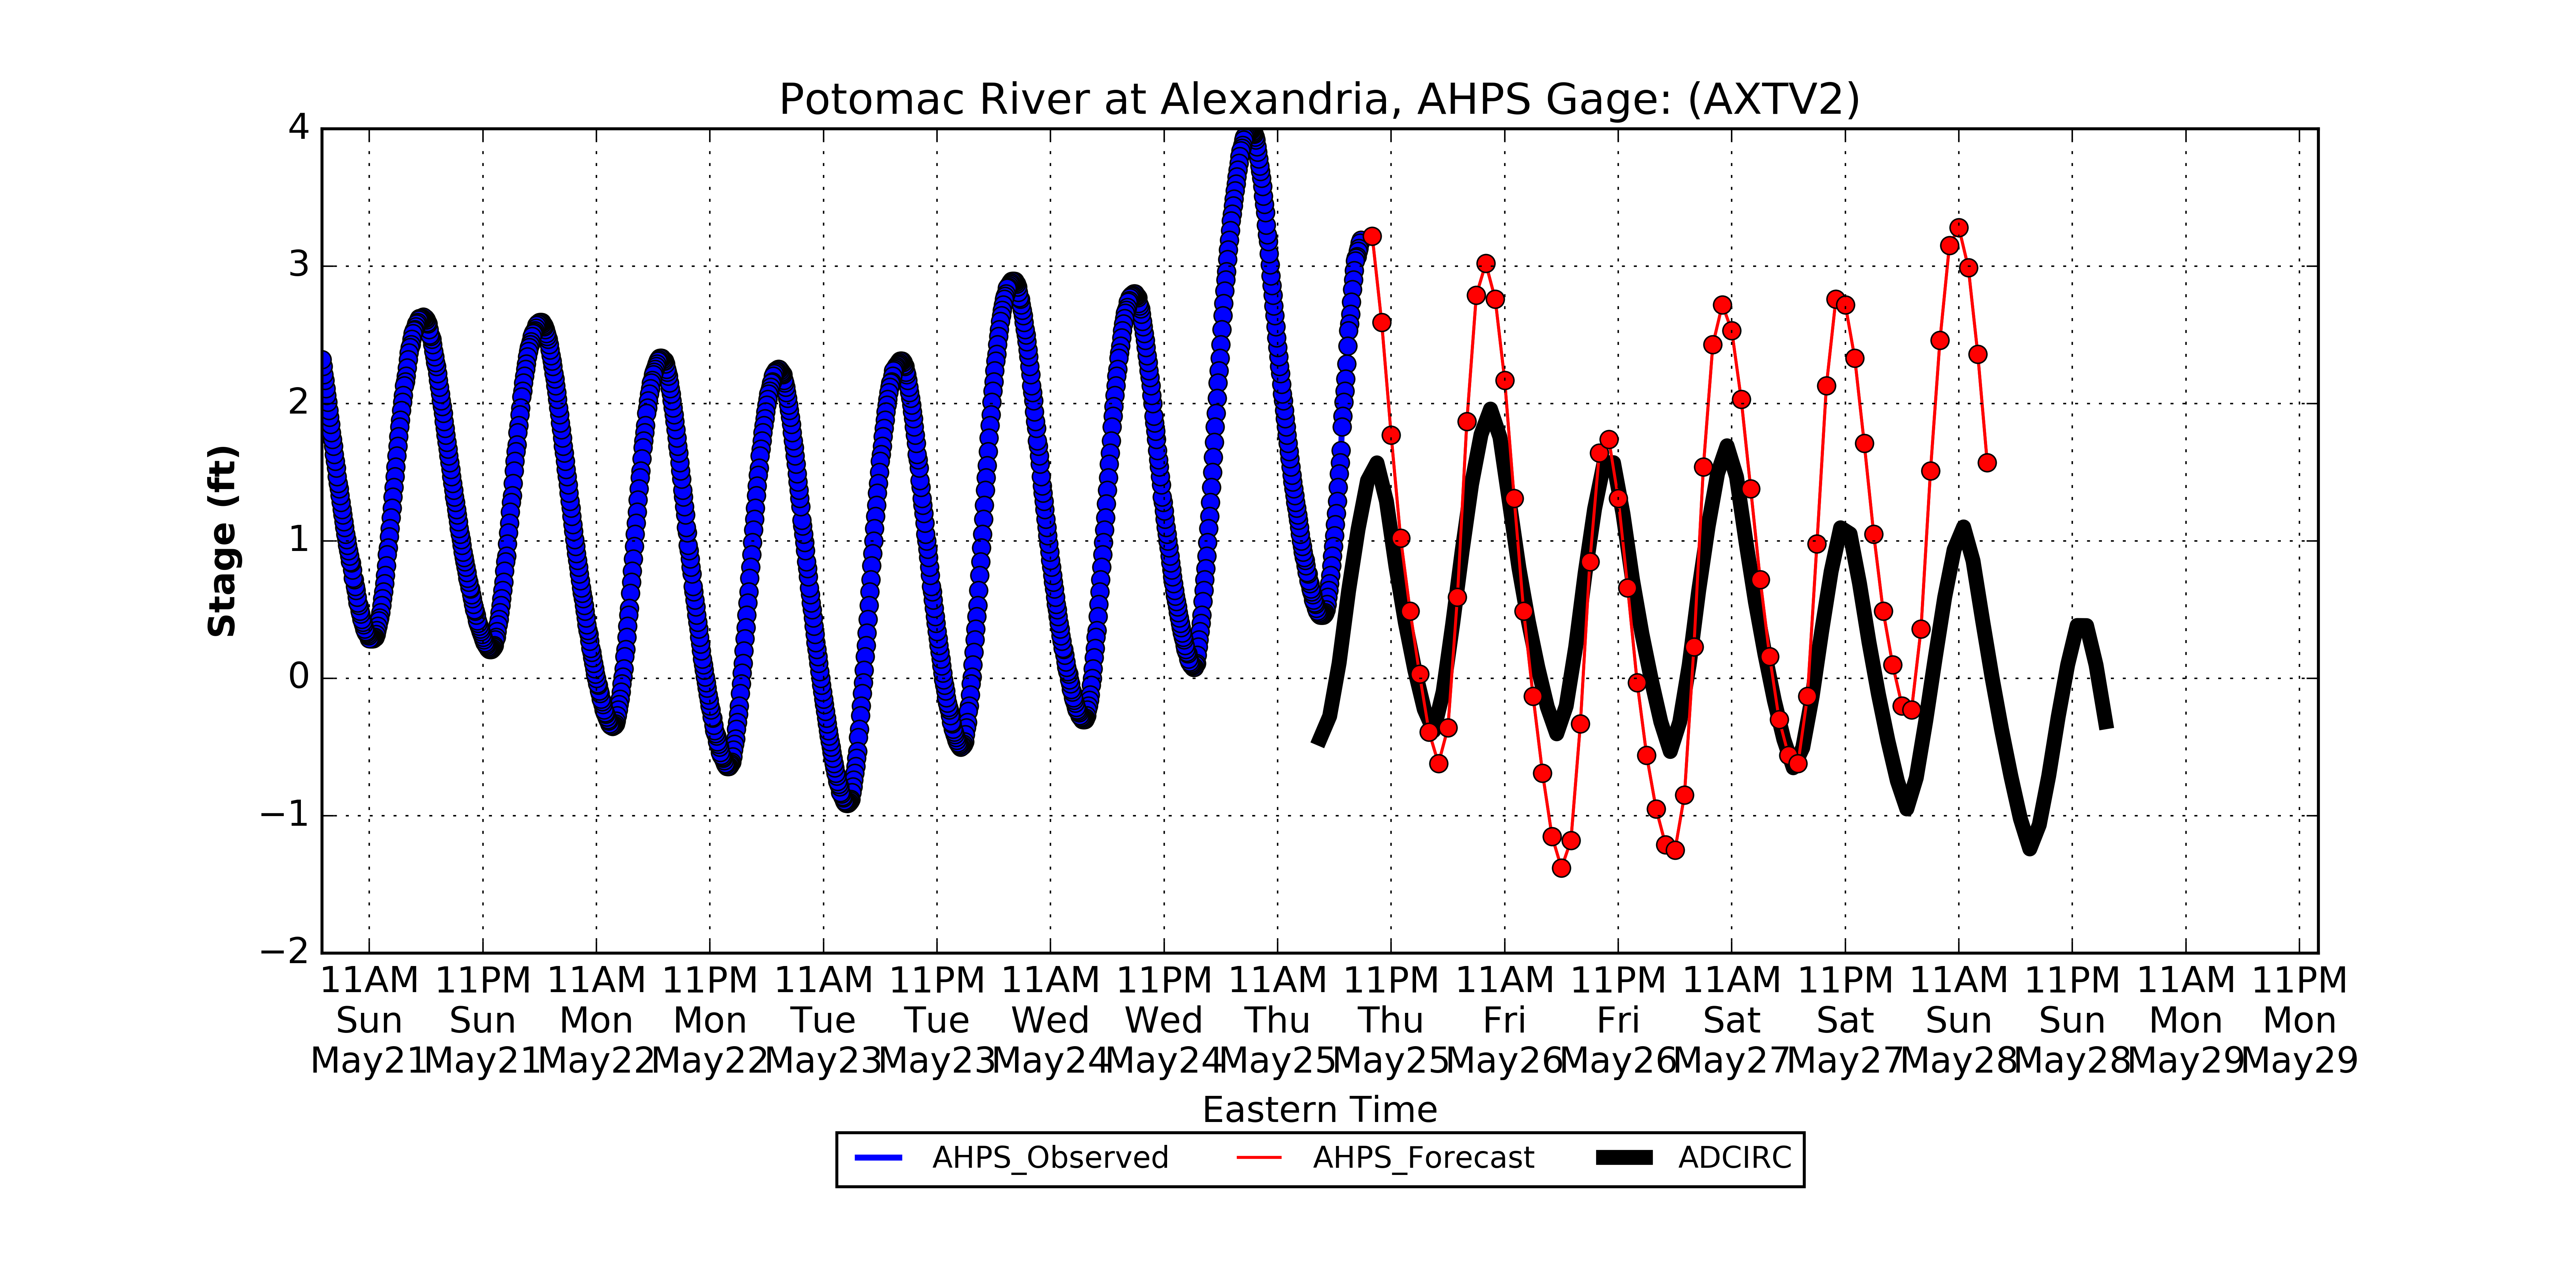 Potomac River at Alexandria, AHPS Gage: (AXTV2)
Stage (ft)
4
3
2
1
0
−1
−2
11AM 11PM 11AM 11PM 11AM 11PM 11AM 11PM 11AM 11PM 11AM 11PM 11AM 11PM 11AM 11PM 11AM 11PM
Sun Sun Mon Mon Tue Tue Wed Wed Thu Thu Fri Fri Sat Sat Sun Sun Mon Mon
May21 May21 May22 May22 May23 May23 May24 May24 May25 May25 May26 May26 May27 May27 May28 May28 May29 May29
Eastern Time
AHPS_Observed AHPS_Forecast ADCIRC